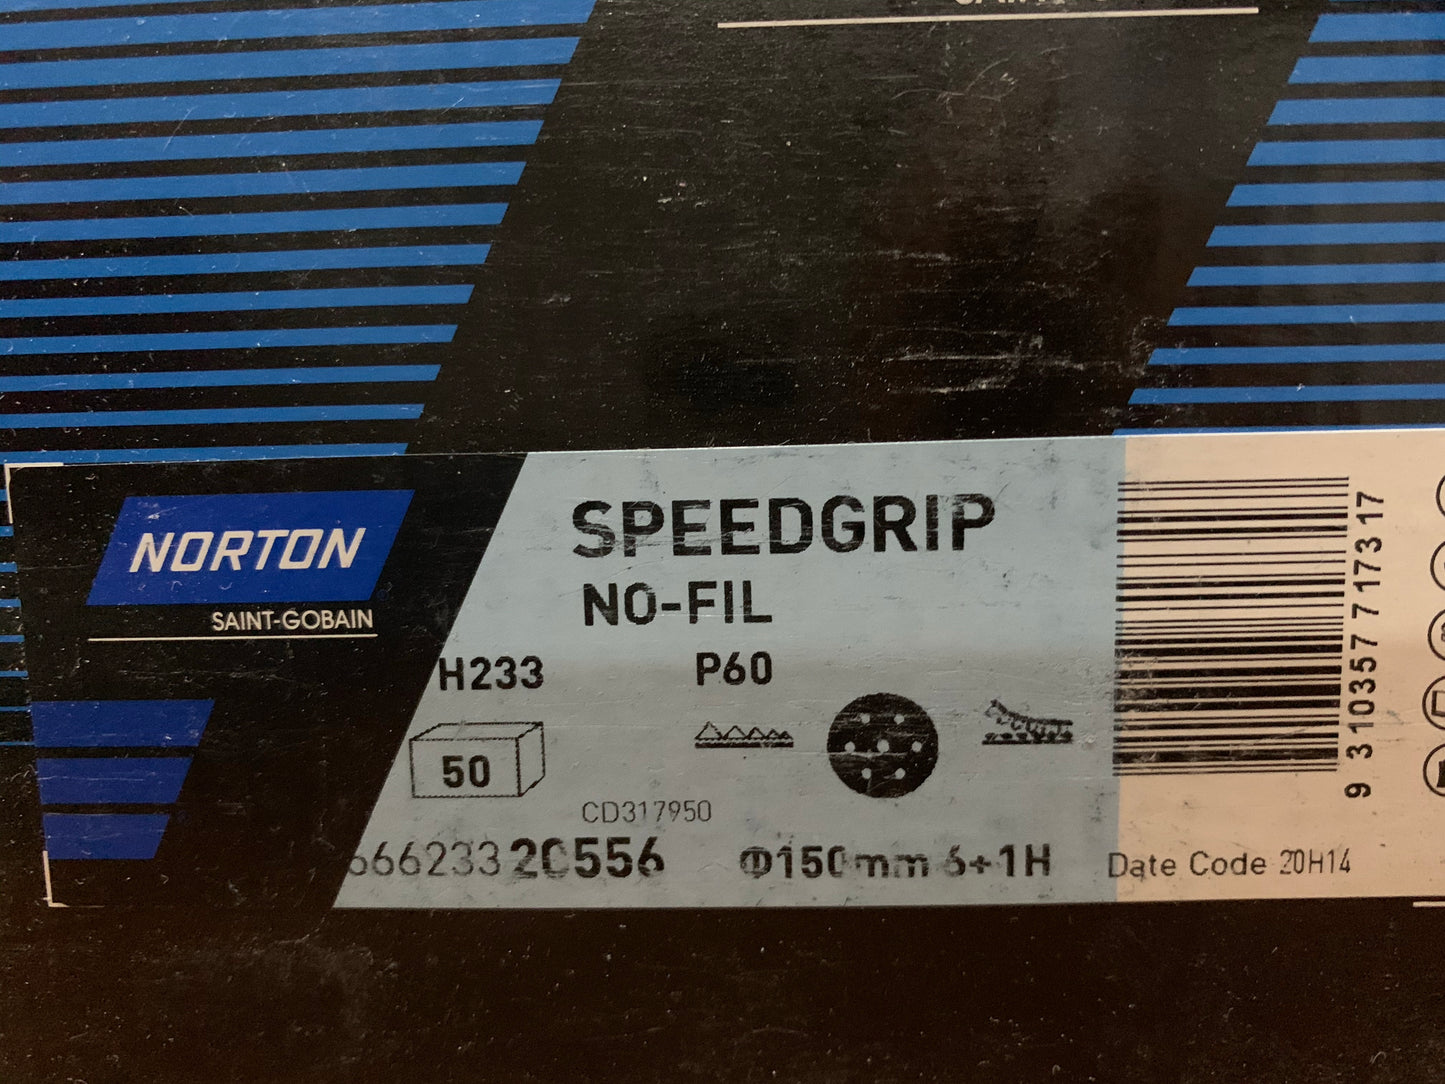 NORTON
SAINT-GOBAIN
SPEEDGRIP
NO-FIL
H233 P60
50
CD317950
66623320556 Φ150mm 6+1H
Date Code 20H14
9 310357 717317